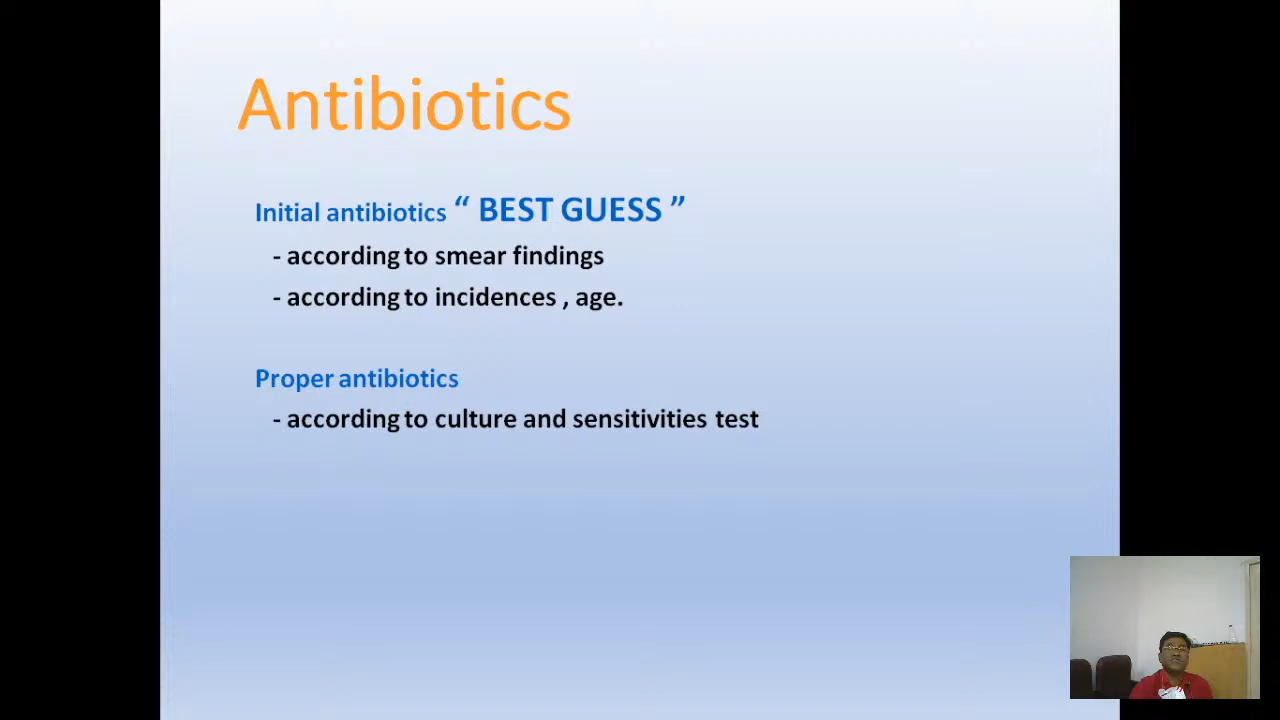 Antibiotics
Initial antibiotics “ BEST GUESS ”
- according to smear findings
- according to incidences , age.
Proper antibiotics
- according to culture and sensitivities test